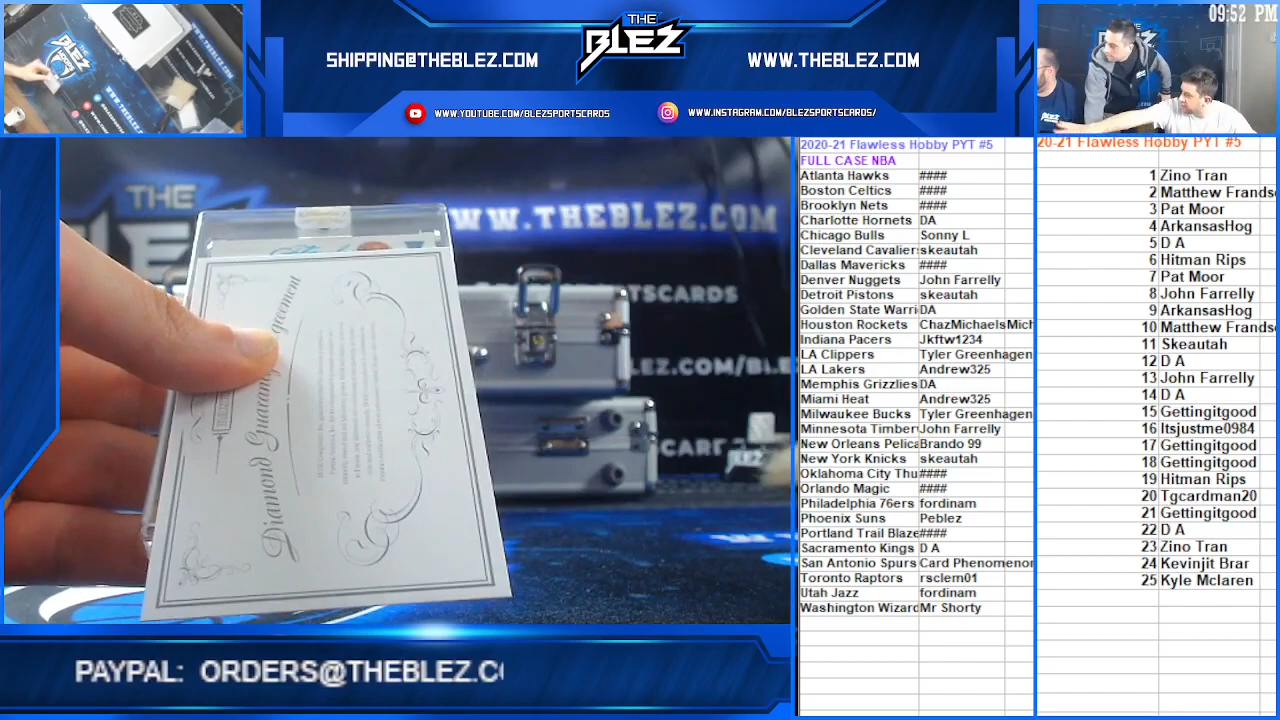 09:52 PM
THE
BLEZ
SHIPPING@THEBLEZ.COM
WWW.THEBLEZ.COM
WWW.YOUTUBE.COM/BLEZSPORTSCARDS
WWW.INSTAGRAM.COM/BLEZSPORTSCARDS/
THE
WWW.THEBLEZ.COM
Diamond Guarantee Agreement
2020-21 Flawless Hobby PYT #5
FULL CASE NBA
Atlanta Hawks ####
Boston Celtics ####
Brooklyn Nets ####
Charlotte Hornets DA
Chicago Bulls Sonny L
Cleveland Cavalier skeautah
Dallas Mavericks ####
Denver Nuggets John Farrelly
Detroit Pistons skeautah
Golden State Warri DA
Houston Rockets ChazMichaelsMich
Indiana Pacers Jkftw1234
LA Clippers Tyler Greenhagen
LA Lakers Andrew325
Memphis Grizzlies DA
Miami Heat Andrew325
Milwaukee Bucks Tyler Greenhagen
Minnesota Timber John Farrelly
New Orleans Pelica Brando 99
New York Knicks skeautah
Oklahoma City Thu ####
Orlando Magic ####
Philadelphia 76ers fordinam
Phoenix Suns Peblez
Portland Trail Blaze ####
Sacramento Kings D A
San Antonio Spurs Card Phenomenon
Toronto Raptors rsclem01
Utah Jazz fordinam
Washington Wizard Mr Shorty
20-21 Flawless Hobby PYT #5
1 Zino Tran
2 Matthew Frands
3 Pat Moor
4 ArkansasHog
5 D A
6 Hitman Rips
7 Pat Moor
8 John Farrelly
9 ArkansasHog
10 Matthew Frands
11 Skeautah
12 D A
13 John Farrelly
14 D A
15 Gettingitgood
16 Itsjustme0984
17 Gettingitgood
18 Gettingitgood
19 Hitman Rips
20 Tgcardman20
21 Gettingitgood
22 D A
23 Zino Tran
24 Kevinjit Brar
25 Kyle Mclaren
PAYPAL: ORDERS@THEBLEZ.CO